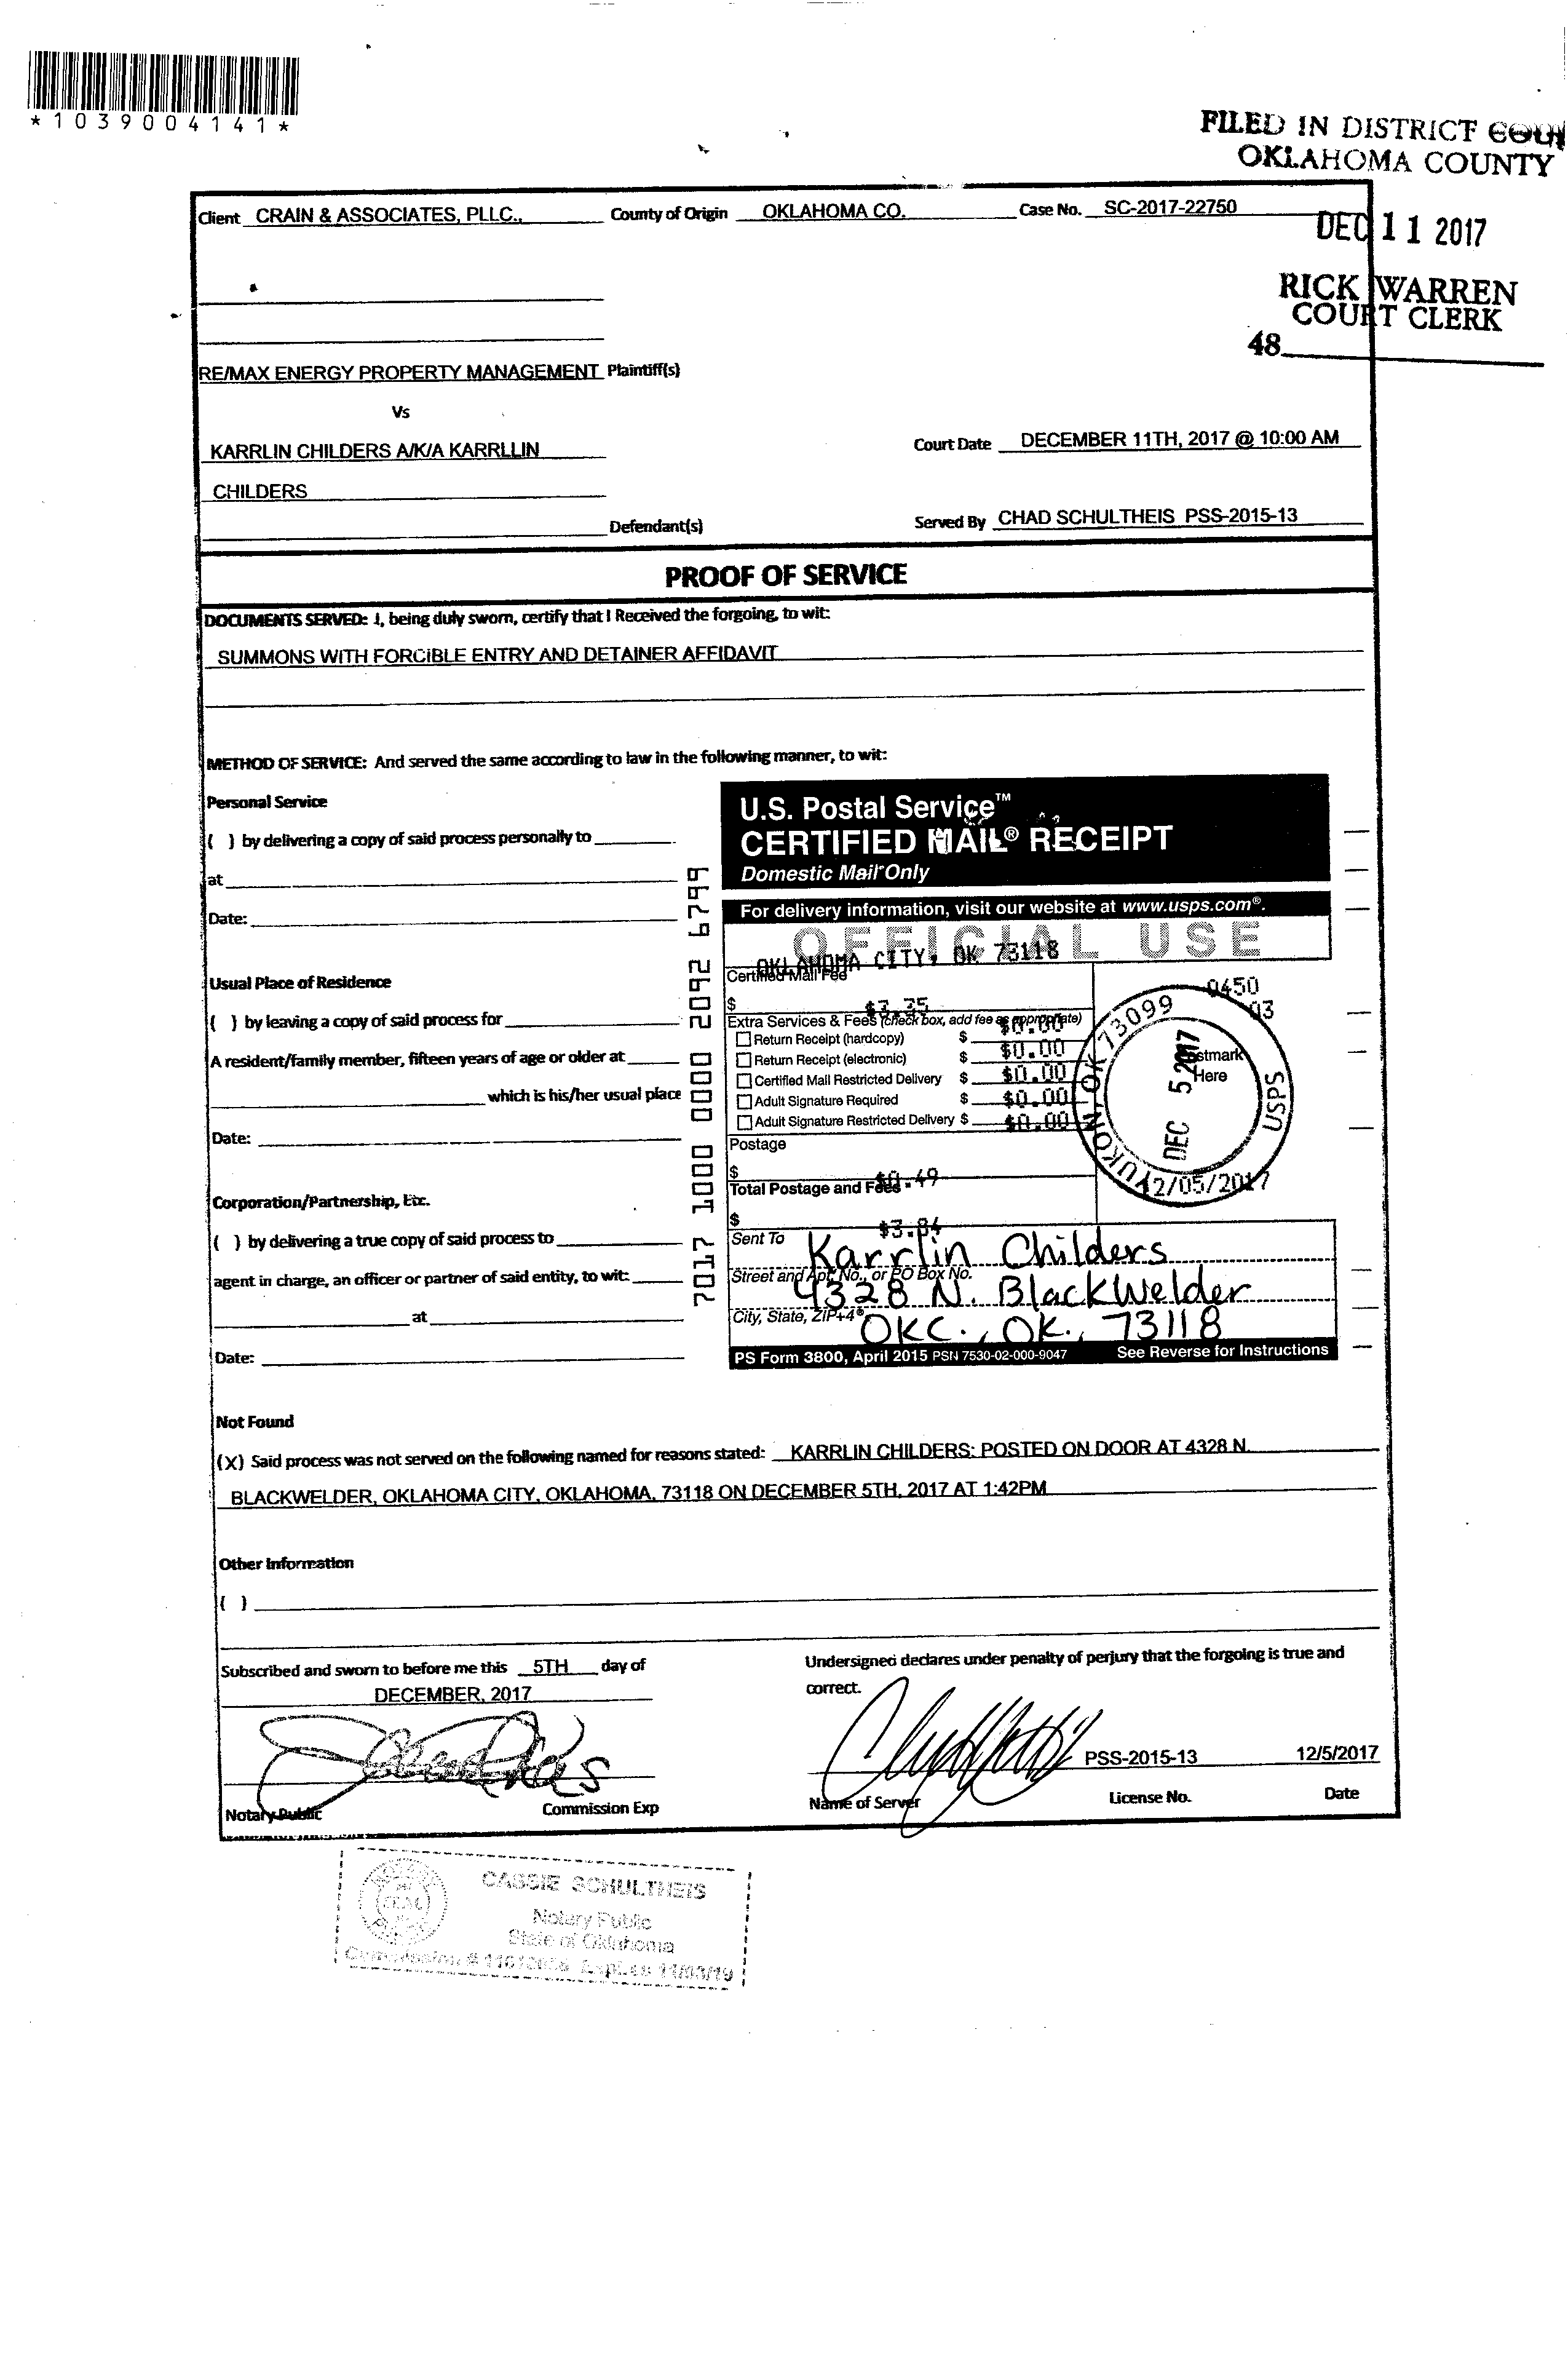 *1039004141*
FILED IN DISTRICT COU
OKLAHOMA COUNTY
DEC 11 2017
RICK WARREN
COURT CLERK
48
Client CRAIN & ASSOCIATES, PLLC., County of Origin OKLAHOMA CO. Case No. SC-2017-22750
RE/MAX ENERGY PROPERTY MANAGEMENT Plaintiff(s)
Vs
KARRLIN CHILDERS A/K/A KARRLLIN
Court Date DECEMBER 11TH, 2017 @ 10:00 AM
CHILDERS
Defendant(s)
Served By CHAD SCHULTHEIS PSS-2015-13
PROOF OF SERVICE
DOCUMENTS SERVED: I, being duly sworn, certify that I Received the forgoing, to wit:
SUMMONS WITH FORCIBLE ENTRY AND DETAINER AFFIDAVIT
METHOD OF SERVICE: And served the same according to law in the following manner, to wit:
Personal Service
( ) by delivering a copy of said process personally to
at
Date:
Usual Place of Residence
( ) by leaving a copy of said process for
A resident/family member, fifteen years of age or older at
which is his/her usual place
Date:
Corporation/Partnership, Etc.
( ) by delivering a true copy of said process to
agent in charge, an officer or partner of said entity, to wit:
at
Date:
7017 1000 0002 2092 6799
U.S. Postal Service™
CERTIFIED MAIL® RECEIPT
Domestic Mail Only
For delivery information, visit our website at www.usps.com®.
OFFICIAL USE
OKLAHOMA CITY, OK 73118
Certified Mail Fee
$ $3.35
Extra Services & Fees (check box, add fee as appropriate)
$0.00
Return Receipt (hardcopy) $
Return Receipt (electronic) $ $0.00
Certified Mail Restricted Delivery $ $0.00
Adult Signature Required $ $0.00
Adult Signature Restricted Delivery $ $0.00
Postage
$ $0.49
Total Postage and Fees
$ $3.84
0450
03
Postmark
Here
YUKON, OK 73099
DEC 5 2017
USPS
12/05/2017
Sent To Karrlin Childers
Street and Apt. No., or PO Box No. 4328 N. BlackWelder
City, State, ZIP+4® OKC., OK., 73118
PS Form 3800, April 2015 PSN 7530-02-000-9047 See Reverse for Instructions
Not Found
(X) Said process was not served on the following named for reasons stated: KARRLIN CHILDERS: POSTED ON DOOR AT 4328 N.
BLACKWELDER, OKLAHOMA CITY, OKLAHOMA, 73118 ON DECEMBER 5TH, 2017 AT 1:42PM
Other Information
( )
Subscribed and sworn to before me this 5TH day of
DECEMBER, 2017
Undersigned declares under penalty of perjury that the forgoing is true and
correct.
PSS-2015-13 12/5/2017
Notary Public Commission Exp
Name of Server License No. Date
CASSIE SCHULTHEIS
Notary Public
State of Oklahoma
Commission # Expires 11/03/19